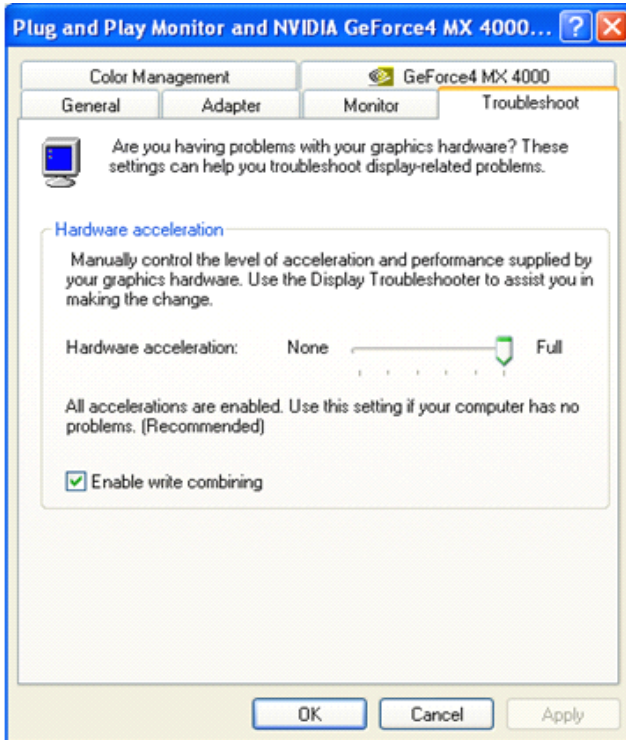 Plug and Play Monitor and NVIDIA GeForce4 MX 4000...
Color Management
GeForce4 MX 4000
General
Adapter
Monitor
Troubleshoot
Are you having problems with your graphics hardware? These
settings can help you troubleshoot display-related problems.
Hardware acceleration
Manually control the level of acceleration and performance supplied by
your graphics hardware. Use the Display Troubleshooter to assist you in
making the change.
Hardware acceleration: None Full
All accelerations are enabled. Use this setting if your computer has no
problems. (Recommended)
Enable write combining
OK Cancel Apply